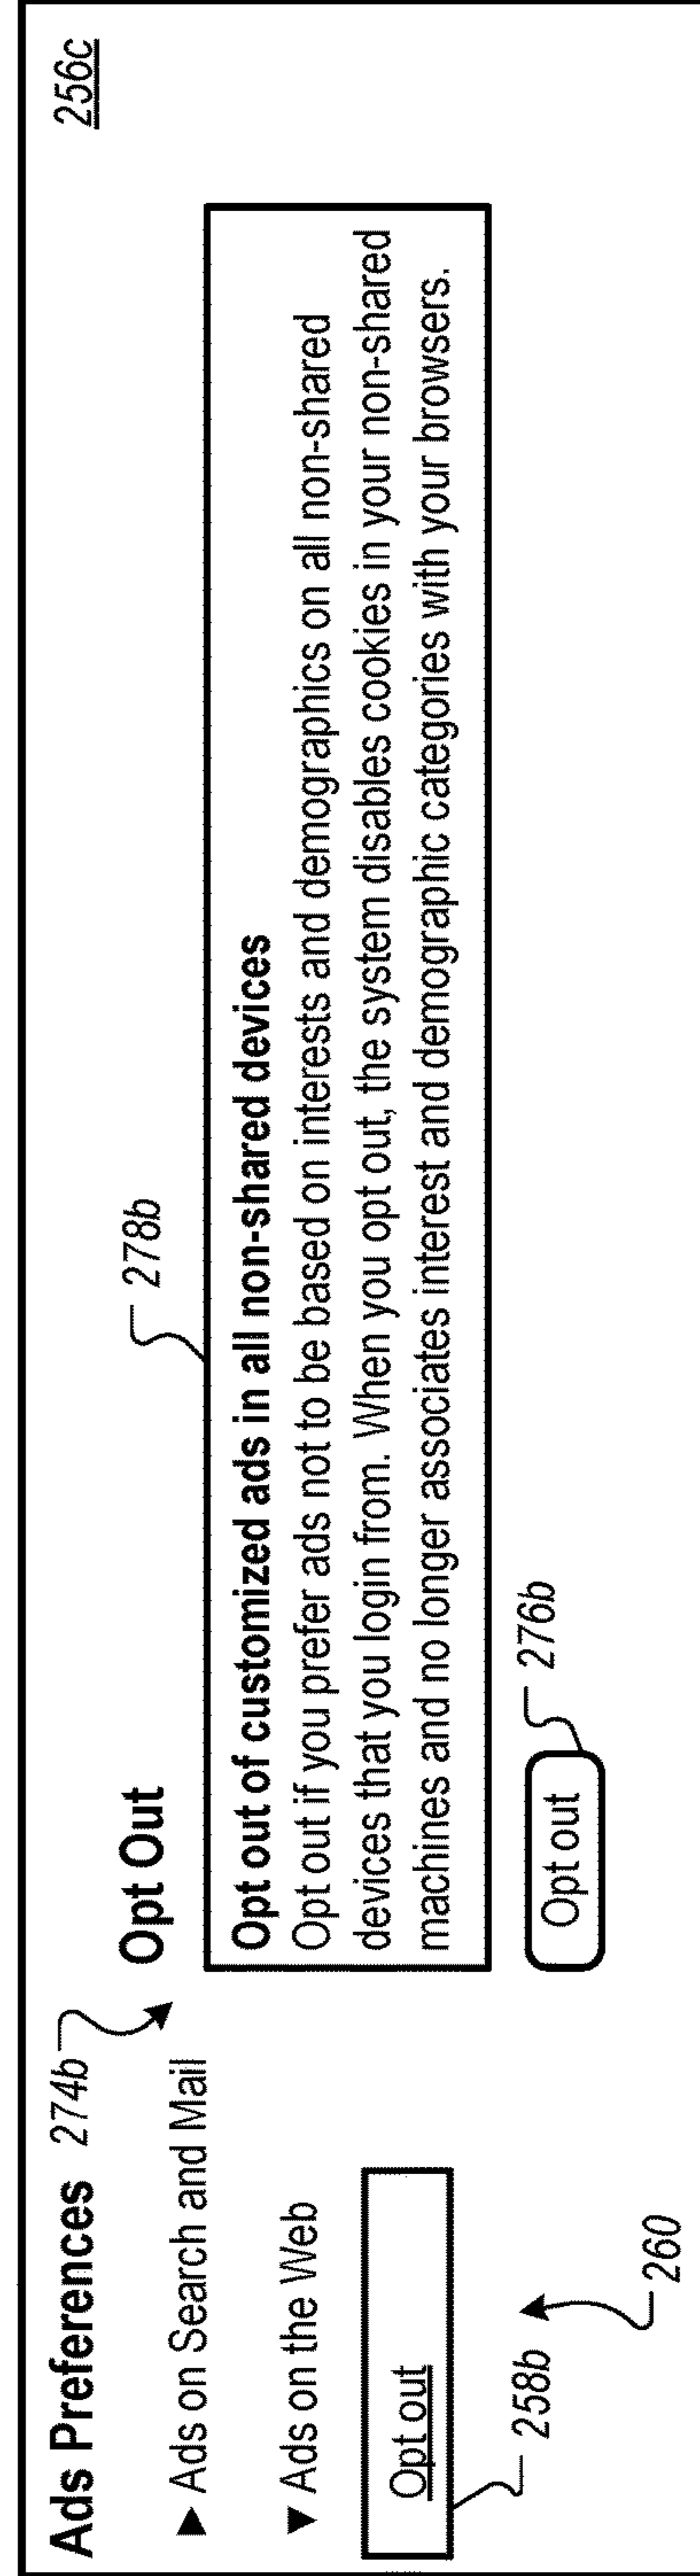 256c
Ads Preferences 274b
Opt Out
278b
▶ Ads on Search and Mail
▼ Ads on the Web
Opt out
258b
260
Opt out of customized ads in all non-shared devices
Opt out if you prefer ads not to be based on interests and demographics on all non-shared
devices that you login from. When you opt out, the system disables cookies in your non-shared
machines and no longer associates interest and demographic categories with your browsers.
Opt out
276b